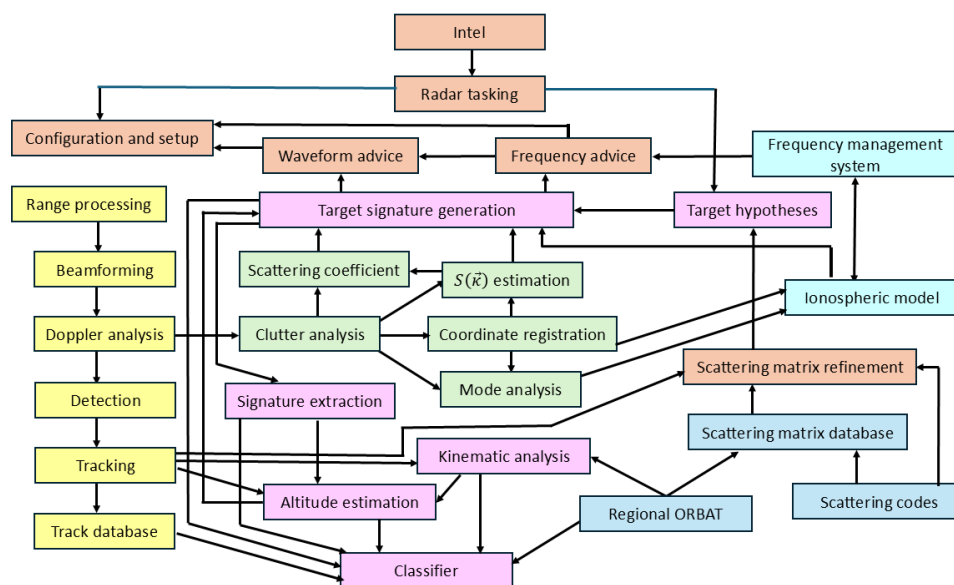 Intel
Radar tasking
Configuration and setup
Waveform advice
Frequency advice
Frequency management
system
Range processing
Target signature generation
Target hypotheses
Beamforming
Scattering coefficient
S(κ⃗) estimation
Ionospheric model
Doppler analysis
Clutter analysis
Coordinate registration
Scattering matrix refinement
Mode analysis
Detection
Signature extraction
Scattering matrix database
Tracking
Kinematic analysis
Altitude estimation
Regional ORBAT
Scattering codes
Track database
Classifier